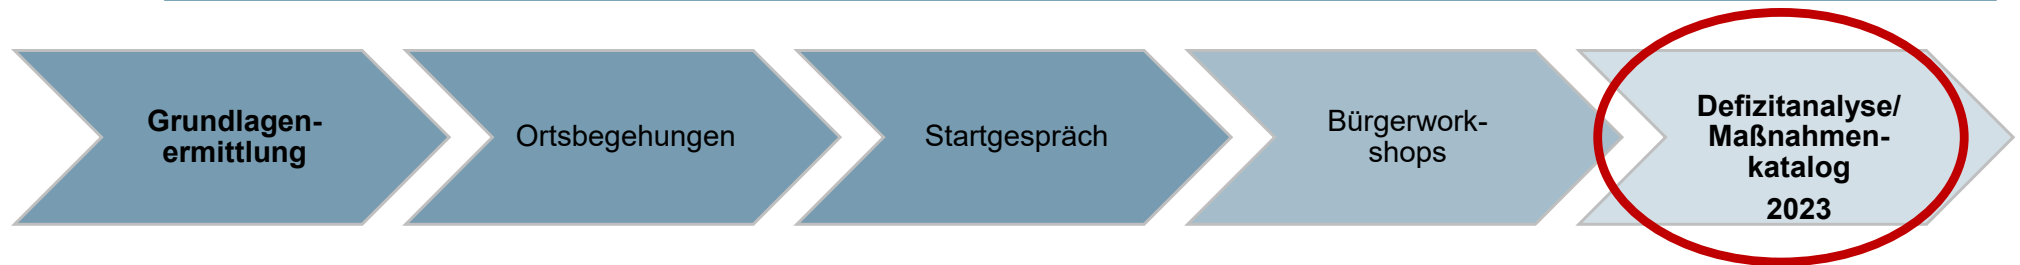 Grundlagen-
ermittlung
Ortsbegehungen
Startgespräch
Bürgerwork-
shops
Defizitanalyse/
Maßnahmen-
katalog
2023